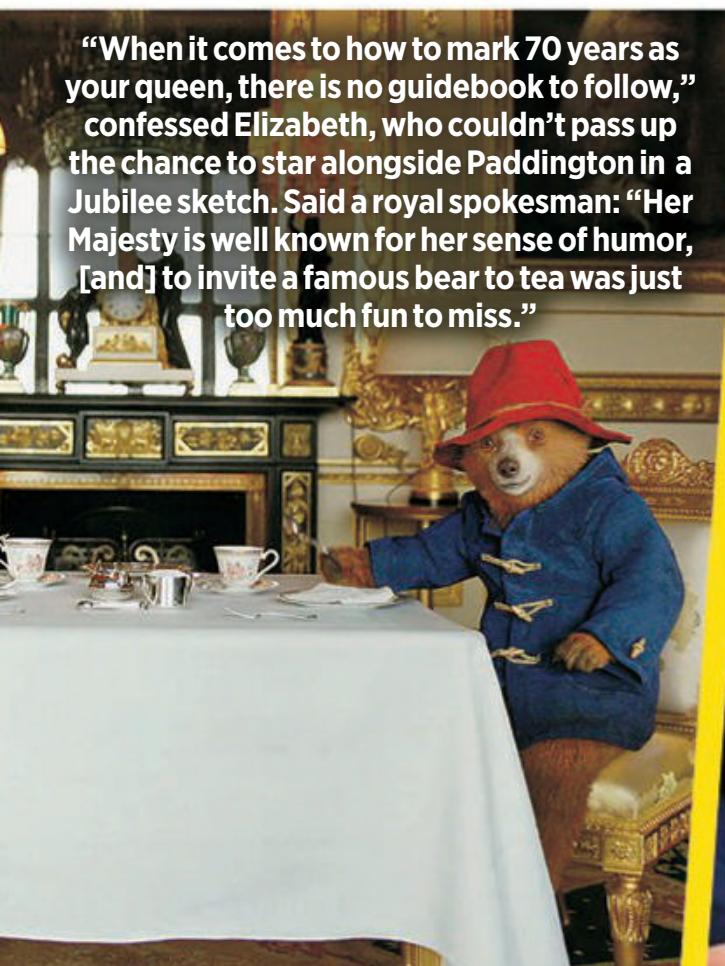 “When it comes to how to mark 70 years as
your queen, there is no guidebook to follow,”
confessed Elizabeth, who couldn’t pass up
the chance to star alongside Paddington in a
Jubilee sketch. Said a royal spokesman: “Her
Majesty is well known for her sense of humor,
[and] to invite a famous bear to tea was just
too much fun to miss.”